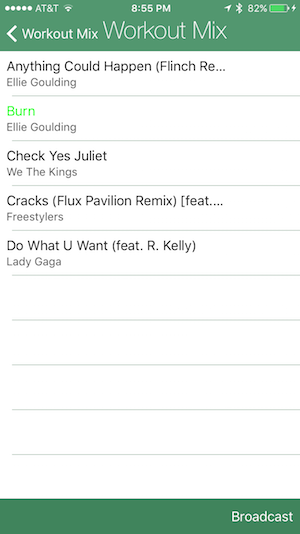 AT&T 8:55 PM 82%
Workout Mix Workout Mix
Anything Could Happen (Flinch Re...
Ellie Goulding
Burn
Ellie Goulding
Check Yes Juliet
We The Kings
Cracks (Flux Pavilion Remix) [feat....
Freestylers
Do What U Want (feat. R. Kelly)
Lady Gaga
Broadcast